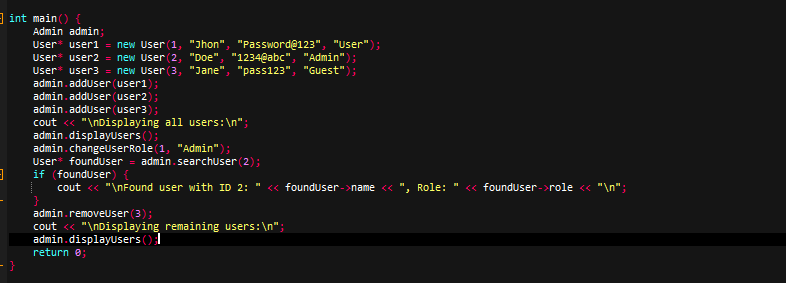 int main() {
    Admin admin;
    User* user1 = new User(1, "Jhon", "Password@123", "User");
    User* user2 = new User(2, "Doe", "1234@abc", "Admin");
    User* user3 = new User(3, "Jane", "pass123", "Guest");
    admin.addUser(user1);
    admin.addUser(user2);
    admin.addUser(user3);
    cout << "\nDisplaying all users:\n";
    admin.displayUsers();
    admin.changeUserRole(1, "Admin");
    User* foundUser = admin.searchUser(2);
    if (foundUser) {
        cout << "\nFound user with ID 2: " << foundUser->name << ", Role: " << foundUser->role << "\n";
    }
    admin.removeUser(3);
    cout << "\nDisplaying remaining users:\n";
    admin.displayUsers();
    return 0;
}